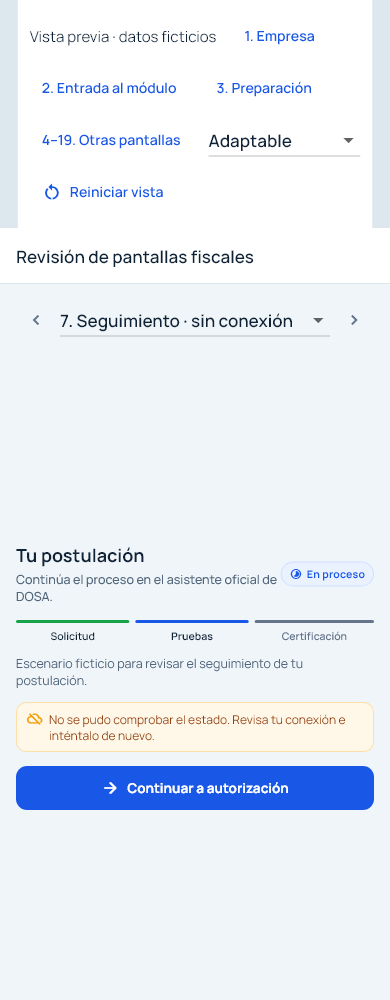 Vista previa · datos ficticios
1. Empresa
2. Entrada al módulo
3. Preparación
4–19. Otras pantallas
Adaptable
Reiniciar vista
Revisión de pantallas fiscales
7. Seguimiento · sin conexión
Tu postulación
Continúa el proceso en el asistente oficial de
DOSA.
En proceso
Solicitud
Pruebas
Certificación
Escenario ficticio para revisar el seguimiento de tu
postulación.
No se pudo comprobar el estado. Revisa tu conexión e
inténtalo de nuevo.
Continuar a autorización